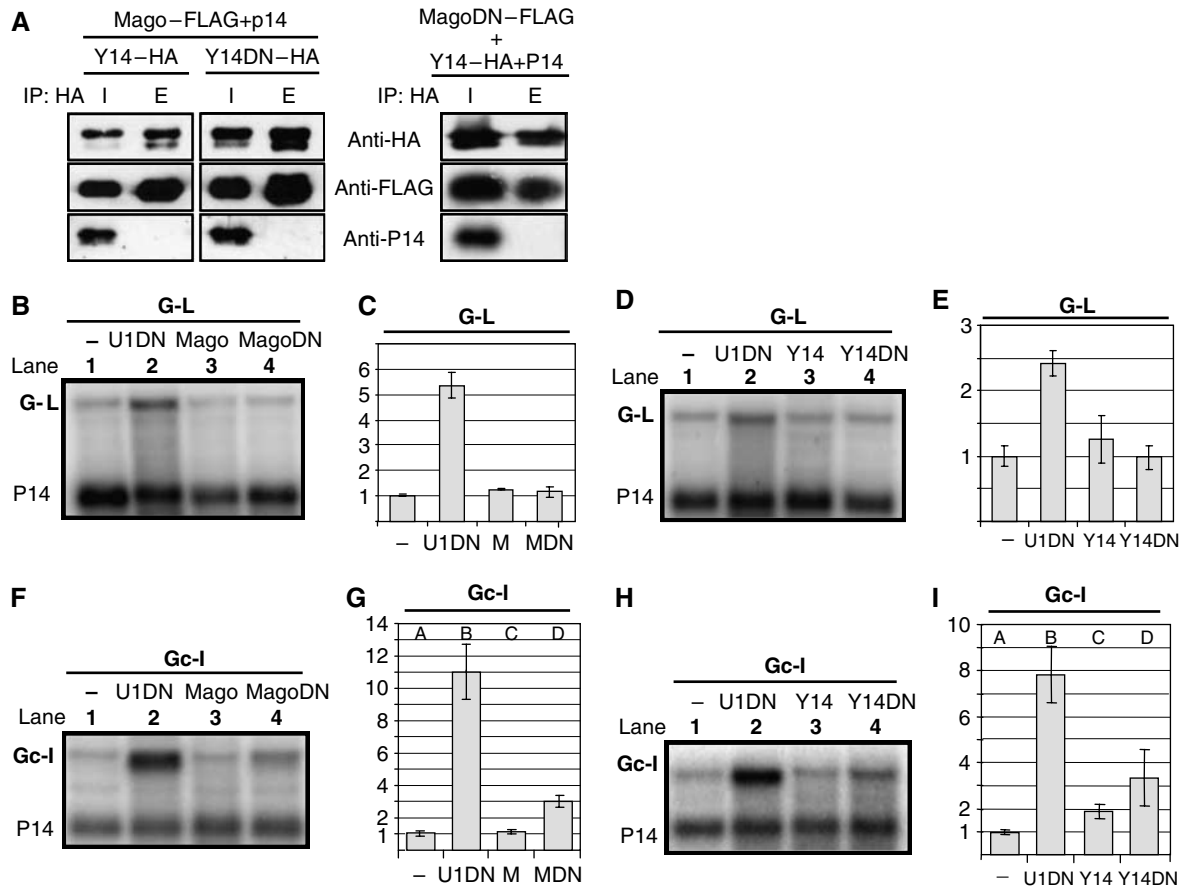 A
Mago–FLAG+p14
Y14–HA Y14DN–HA
IP: HA I E I E
MagoDN–FLAG
+
Y14–HA+P14
IP: HA I E
Anti-HA
Anti-FLAG
Anti-P14
B
G-L
– U1DN Mago MagoDN
Lane 1 2 3 4
G-L
P14
C
G-L
6
5
4
3
2
1
– U1DN M MDN
D
G-L
– U1DN Y14 Y14DN
Lane 1 2 3 4
G-L
P14
E
G-L
3
2
1
– U1DN Y14 Y14DN
F
Gc-I
– U1DN Mago MagoDN
Lane 1 2 3 4
Gc-I
P14
G
Gc-I
A B C D
14
12
10
8
6
4
2
1
– U1DN M MDN
H
Gc-I
– U1DN Y14 Y14DN
Lane 1 2 3 4
Gc-I
P14
I
Gc-I
A B C D
10
8
6
4
2
1
– U1DN Y14 Y14DN